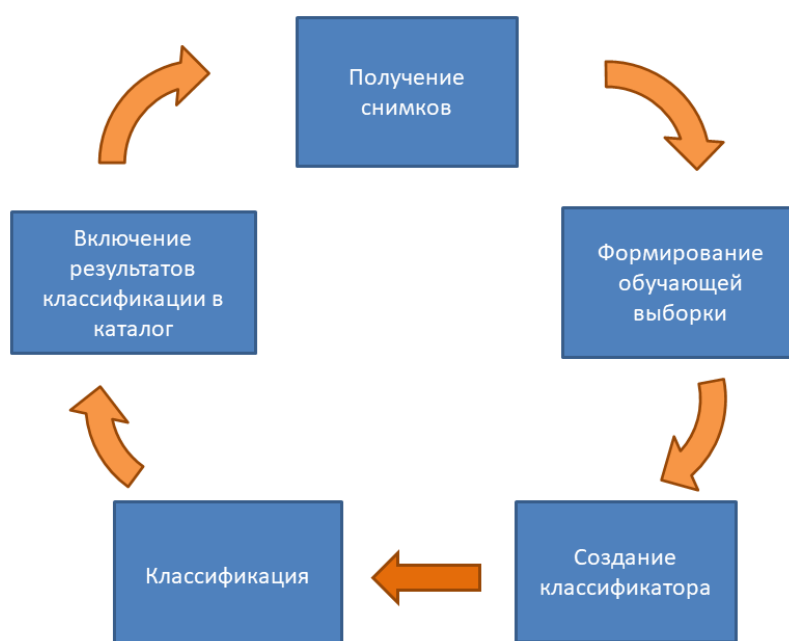 Получение
снимков
Формирование
обучающей
выборки
Создание
классификатора
Классификация
Включение
результатов
классификации в
каталог